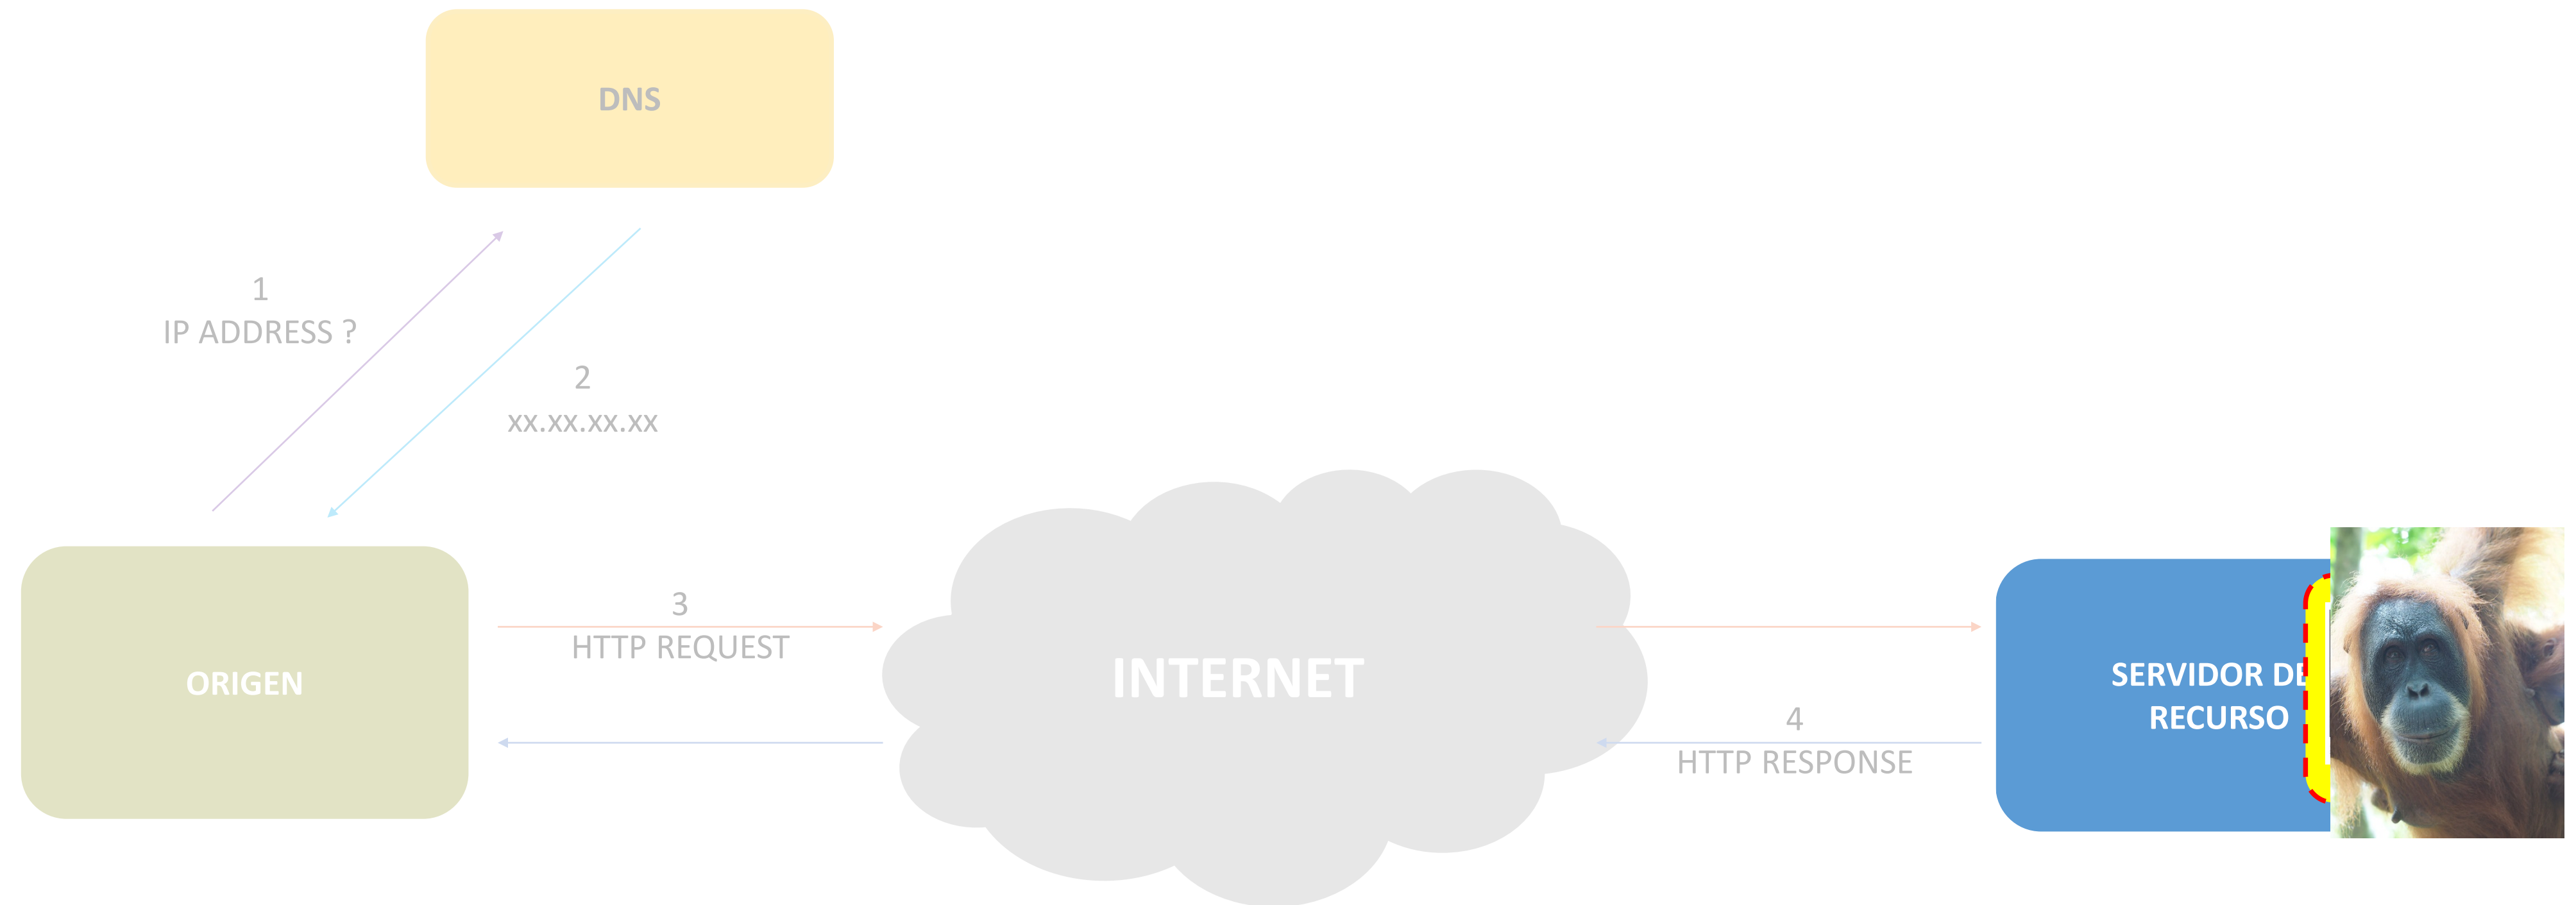 DNS
1
IP ADDRESS ?
2
xx.xx.xx.xx
ORIGEN
3
HTTP REQUEST
INTERNET
4
HTTP RESPONSE
SERVIDOR DE
RECURSO